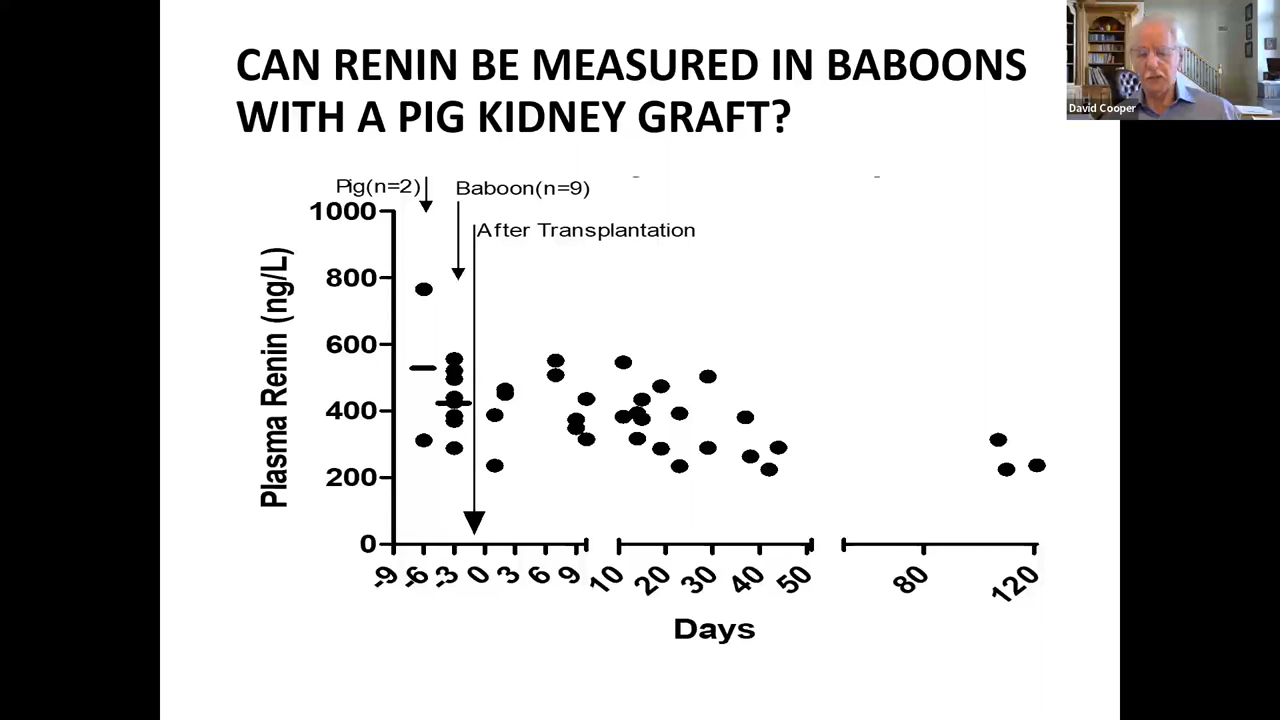 CAN RENIN BE MEASURED IN BABOONS
WITH A PIG KIDNEY GRAFT?
David Cooper
Pig(n=2)
Baboon(n=9)
After Transplantation
Plasma Renin (ng/L)
1000
800
600
400
200
0
-9 -6 -3 0 3 6 9 10 20 30 40 50 80 120
Days